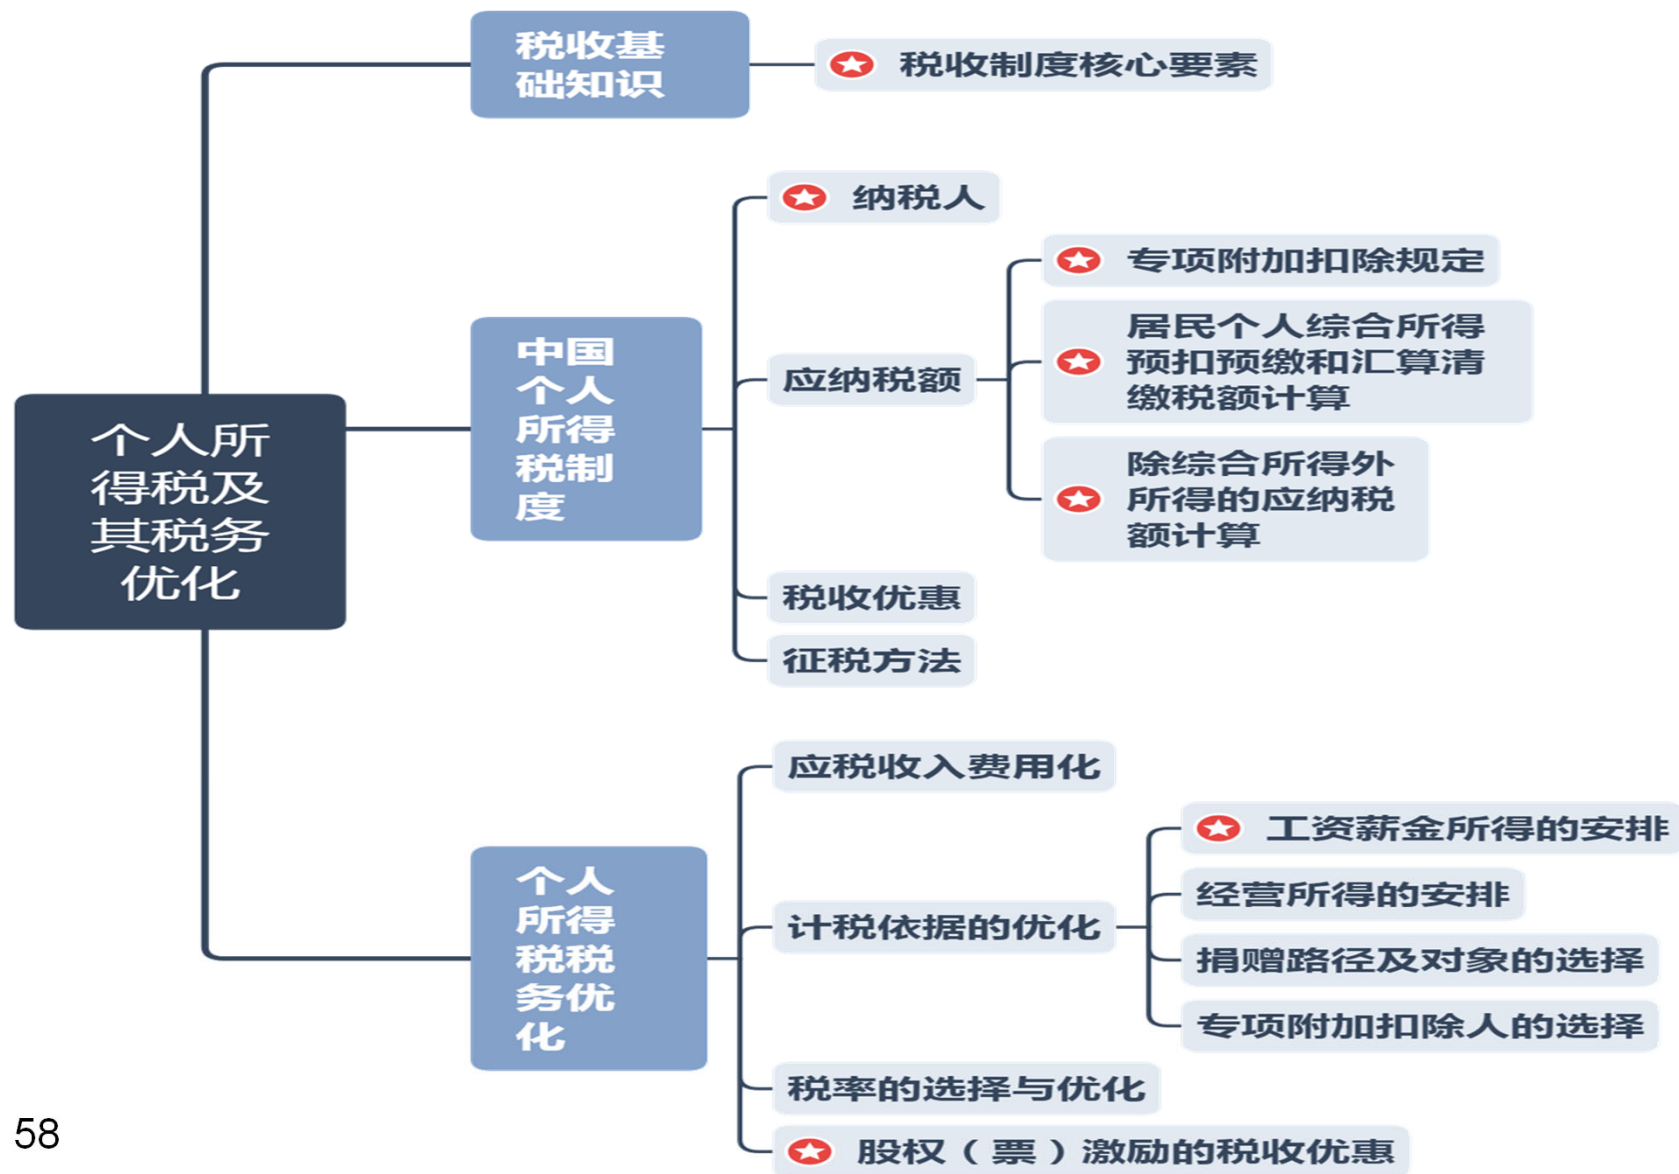 税收基
础知识
税收制度核心要素
纳税人
专项附加扣除规定
居民个人综合所得
预扣预缴和汇算清
缴税额计算
中国
个人
所得
税制
度
应纳税额
除综合所得外
所得的应纳税
额计算
个人所
得税及
其税务
优化
税收优惠
征税方法
应税收入费用化
工资薪金所得的安排
个人
所得
税税
务优
化
经营所得的安排
计税依据的优化
捐赠路径及对象的选择
专项附加扣除人的选择
税率的选择与优化
股权（票）激励的税收优惠
58